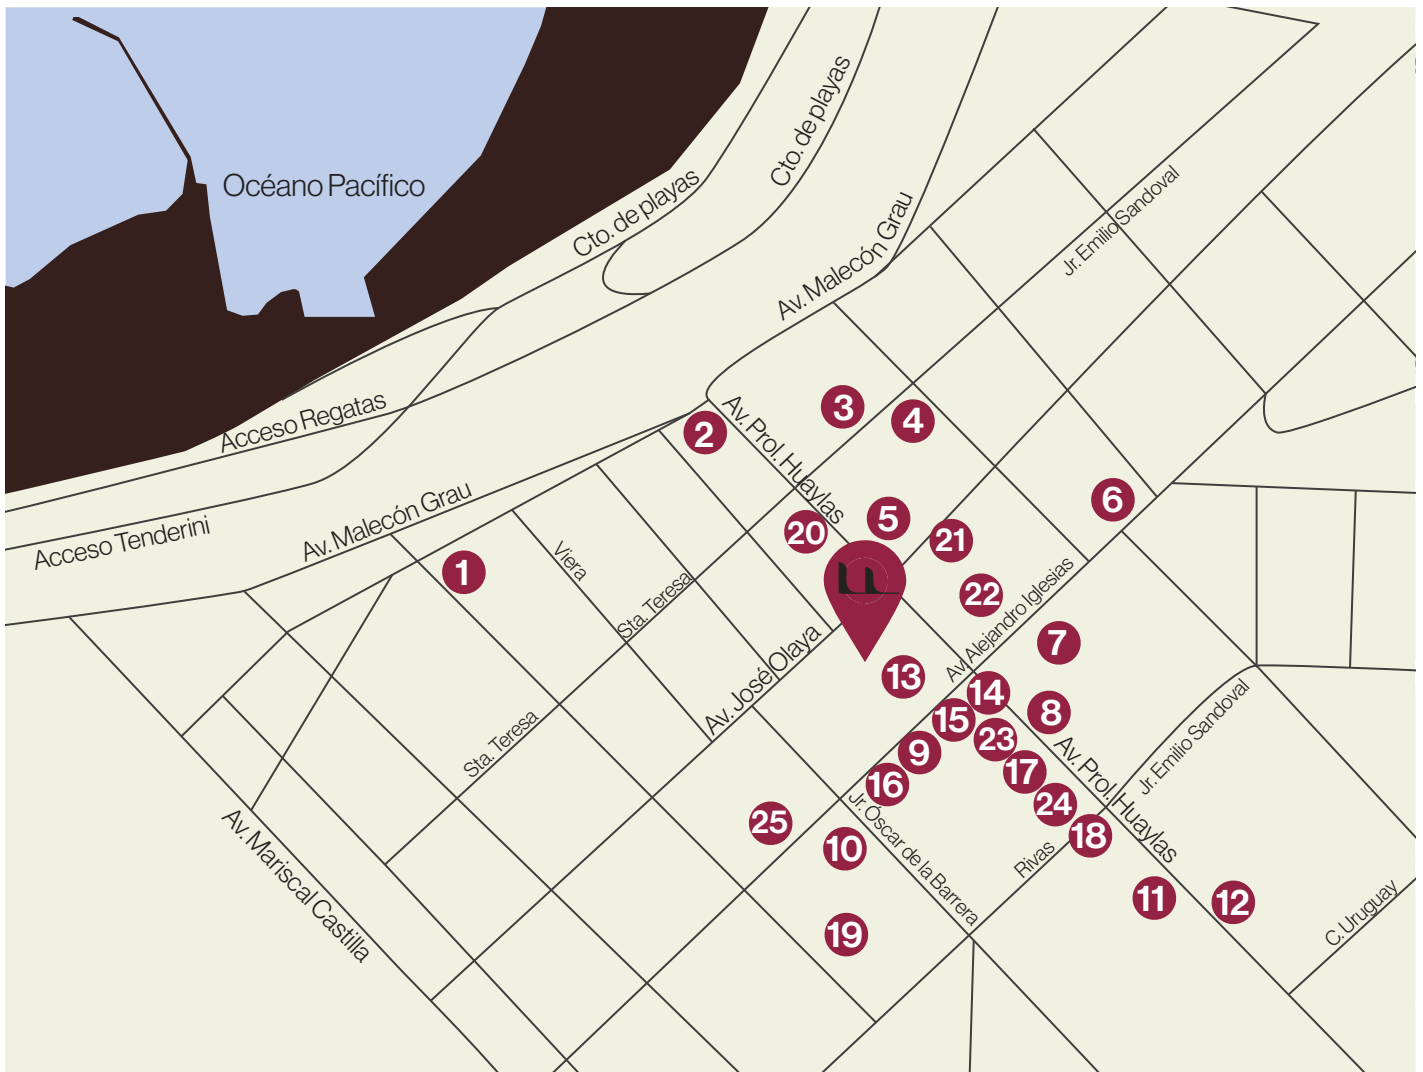 Océano Pacífico
Cto. de playas
Cto. de playas
Av. Malecón Grau
Jr. Emilio Sandoval
Acceso Regatas
Acceso Tenderini
Av. Malecón Grau
Av. Prol. Huaylas
Viera
Sta. Teresa
Sta. Teresa
Av. José Olaya
Av. Alejandro Iglesias
Av. Mariscal Castilla
Jr. Óscar de la Barrera
Rivas
Av. Prol. Huaylas
Jr. Emilio Sandoval
C. Uruguay
1
2
3
4
5
20
21
6
22
7
13
14
8
15
23
9
17
16
24
25
10
18
11
12
19